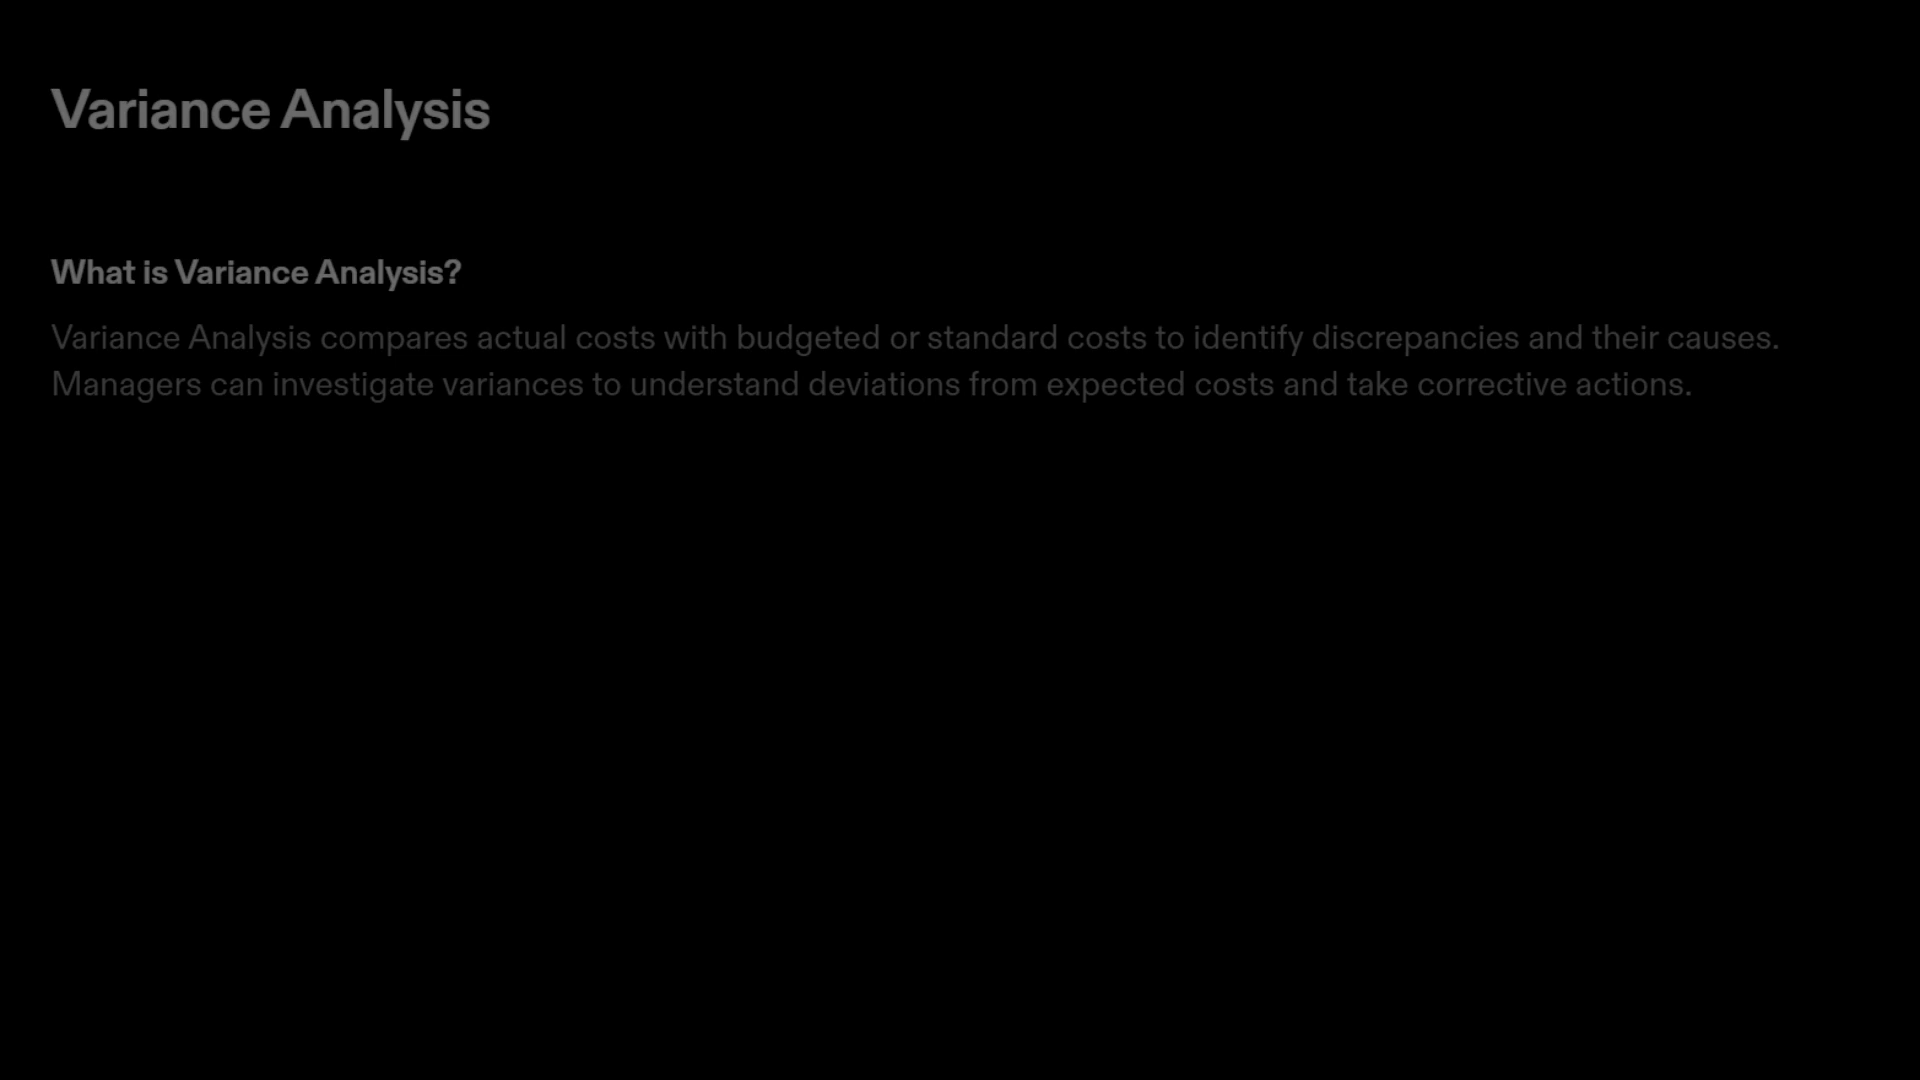 Variance Analysis
What is Variance Analysis?
Variance Analysis compares actual costs with budgeted or standard costs to identify discrepancies and their causes.
Managers can investigate variances to understand deviations from expected costs and take corrective actions.